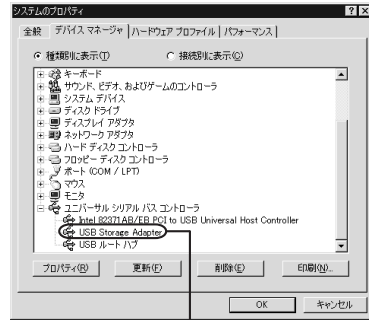 システムのプロパティ
全般 デバイス マネージャ ハードウェア プロファイル パフォーマンス
種類別に表示(T) 接続別に表示(C)
キーボード
サウンド、ビデオ、およびゲームのコントローラ
システム デバイス
ディスク ドライブ
ディスプレイ アダプタ
ネットワーク アダプタ
ハード ディスク コントローラ
フロッピー ディスク コントローラ
ポート (COM / LPT)
マウス
モニタ
ユニバーサル シリアル バス コントローラ
Intel 82371AB/EB PCI to USB Universal Host Controller
USB Storage Adapter
USB ルート ハブ
プロパティ(R) 更新(F) 削除(E) 印刷(N)...
OK キャンセル